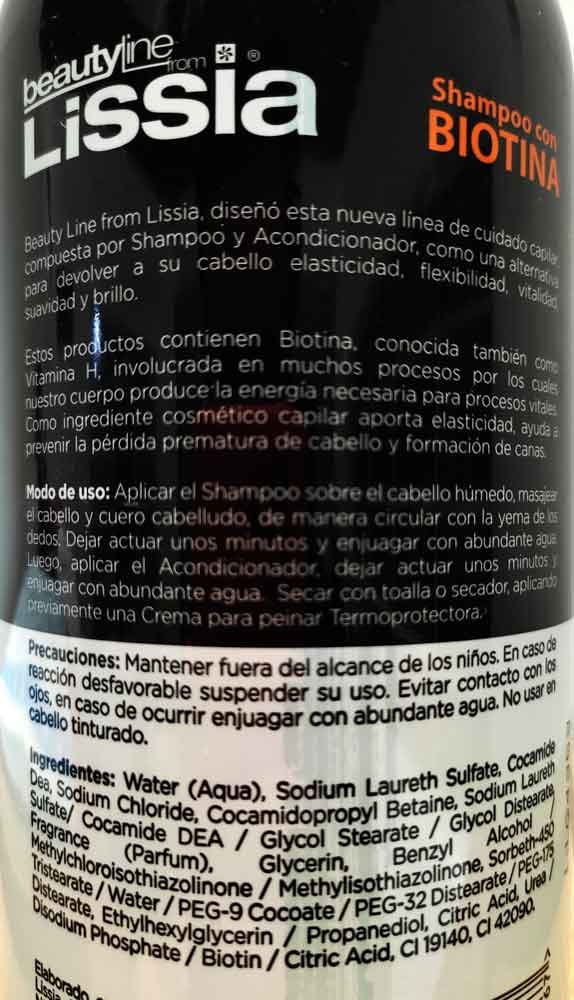 beautyline from
Lissia ®
Shampoo con
BIOTINA
Beauty Line from Lissia, diseñó esta nueva línea de cuidado capilar
compuesta por Shampoo y Acondicionador, como una alternativa
para devolver a su cabello elasticidad, flexibilidad, vitalidad,
suavidad y brillo.
Estos productos contienen Biotina, conocida también como
Vitamina H, involucrada en muchos procesos por los cuales
nuestro cuerpo produce la energía necesaria para procesos vitales.
Como ingrediente cosmético capilar aporta elasticidad, ayuda a
prevenir la pérdida prematura de cabello y formación de canas.
Modo de uso: Aplicar el Shampoo sobre el cabello húmedo, masajear
el cabello y cuero cabelludo, de manera circular con la yema de los
dedos. Dejar actuar unos minutos y enjuagar con abundante agua.
Luego, aplicar el Acondicionador, dejar actuar unos minutos y
enjuagar con abundante agua. Secar con toalla o secador, aplicando
previamente una Crema para peinar Termoprotectora.
Precauciones: Mantener fuera del alcance de los niños. En caso de
reacción desfavorable suspender su uso. Evitar contacto con los
ojos, en caso de ocurrir enjuagar con abundante agua. No usar en
cabello tinturado.
Ingredientes: Water (Aqua), Sodium Laureth Sulfate, Cocamide
Dea, Sodium Chloride, Cocamidopropyl Betaine, Sodium Laureth
Sulfate/ Cocamide DEA / Glycol Stearate / Glycol Distearate,
Fragrance (Parfum), Glycerin, Benzyl Alcohol /
Methylchloroisothiazolinone / Methylisothiazolinone, Sorbeth-450
Tristearate / Water / PEG-9 Cocoate / PEG-32 Distearate / PEG-175
Distearate, Ethylhexylglycerin / Propanediol, Citric Acid, Urea /
Disodium Phosphate / Biotin / Citric Acid, CI 19140, CI 42090.
Elaborado